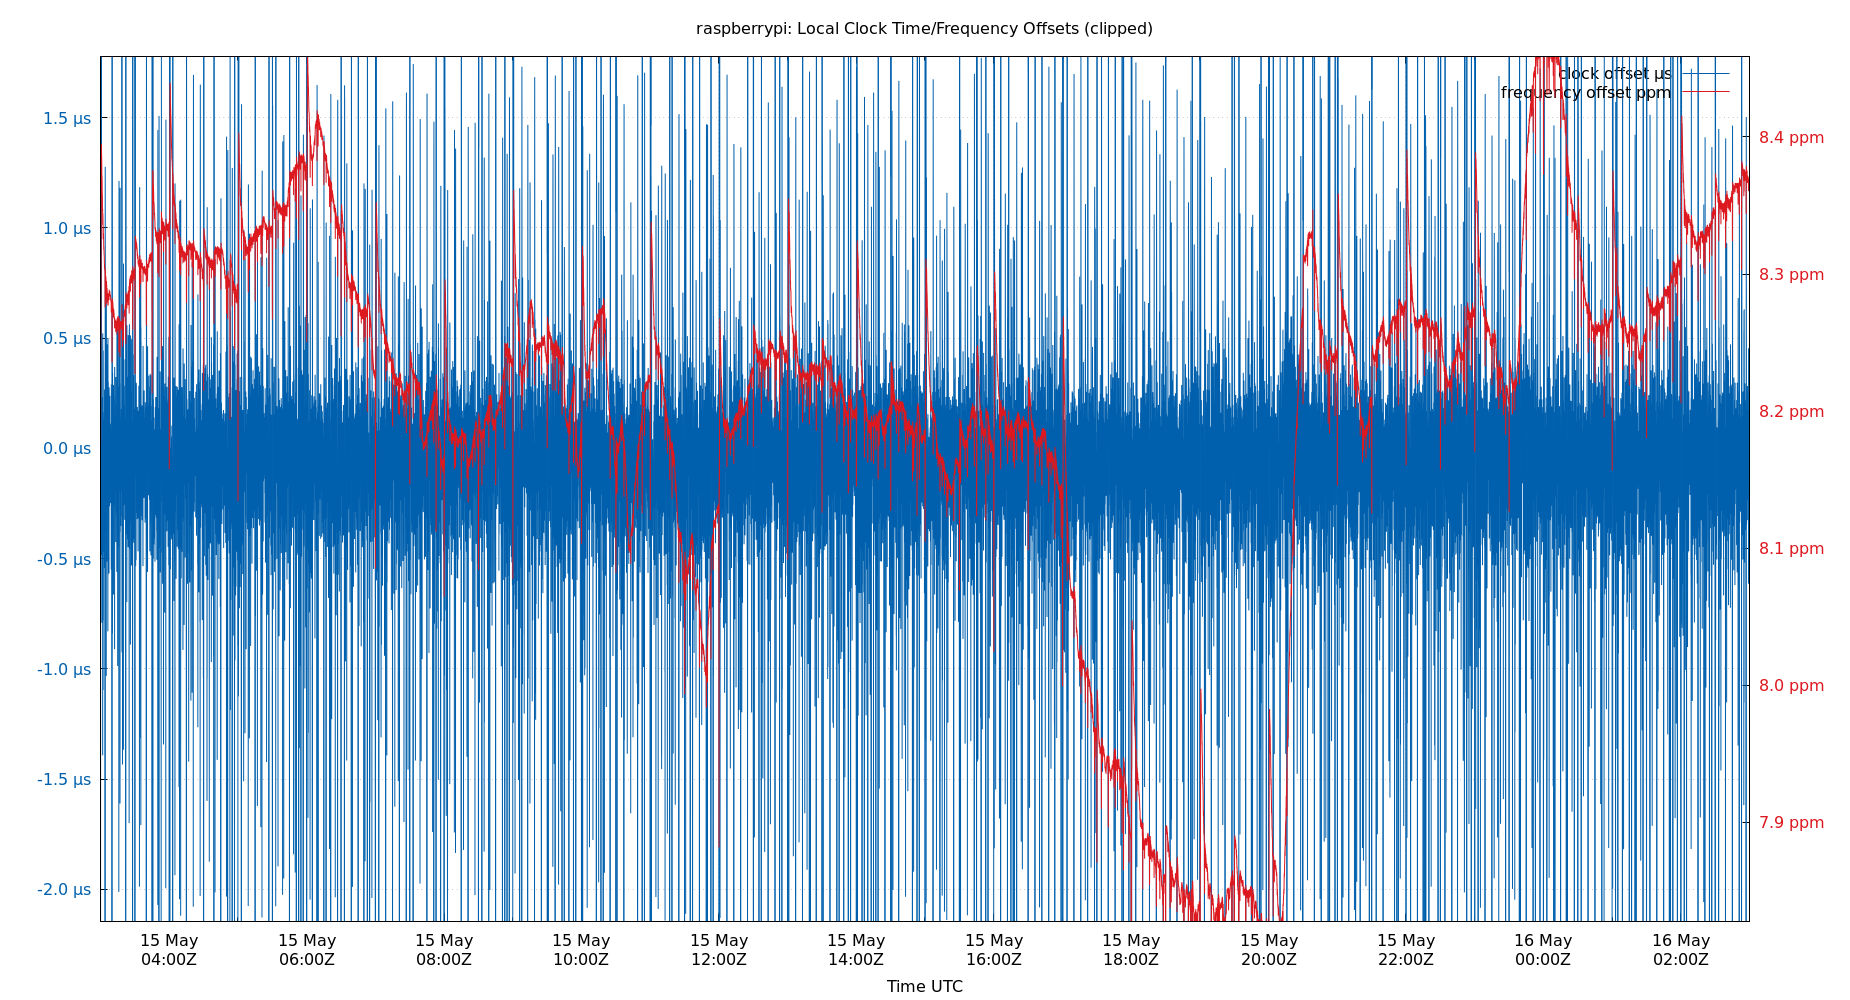 raspberrypi: Local Clock Time/Frequency Offsets (clipped)
clock offset µs
frequency offset ppm
1.5 µs
1.0 µs
0.5 µs
0.0 µs
-0.5 µs
-1.0 µs
-1.5 µs
-2.0 µs
8.4 ppm
8.3 ppm
8.2 ppm
8.1 ppm
8.0 ppm
7.9 ppm
15 May
04:00Z
15 May
06:00Z
15 May
08:00Z
15 May
10:00Z
15 May
12:00Z
15 May
14:00Z
15 May
16:00Z
15 May
18:00Z
15 May
20:00Z
15 May
22:00Z
16 May
00:00Z
16 May
02:00Z
Time UTC